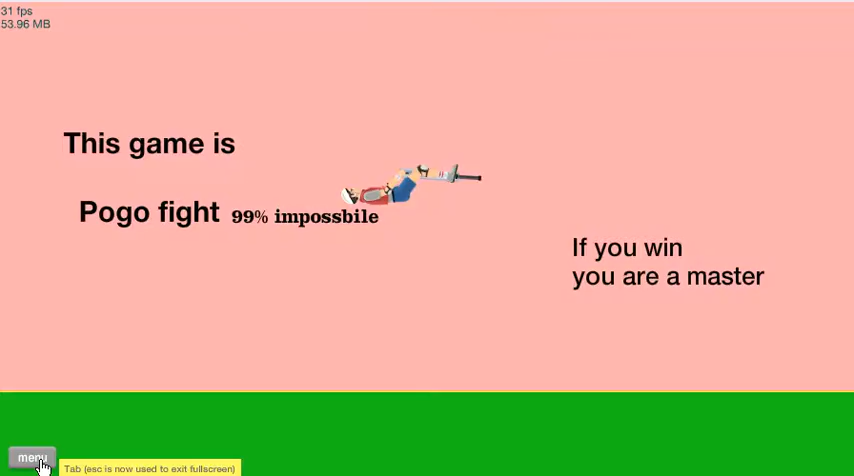 31 fps
53.96 MB
This game is
Pogo fight 99% impossbile
If you win
you are a master
menu
Tab (esc is now used to exit fullscreen)